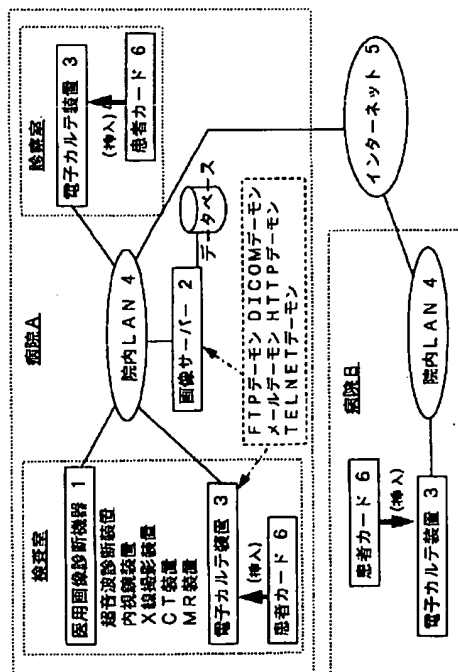 病院A
検査室
医用画像診断機器 1
超音波診断装置
内視鏡装置
X線撮影装置
CT装置
MR装置
電子カルテ装置 3
(挿入)
患者カード 6
院内LAN 4
画像サーバー 2
データベース
FTPデーモン DICOMデーモン
メールデーモン HTTPデーモン
TELNETデーモン
診察室
電子カルテ装置 3
(挿入)
患者カード 6
病院B
患者カード 6
(挿入)
電子カルテ装置 3
院内LAN 4
インターネット 5